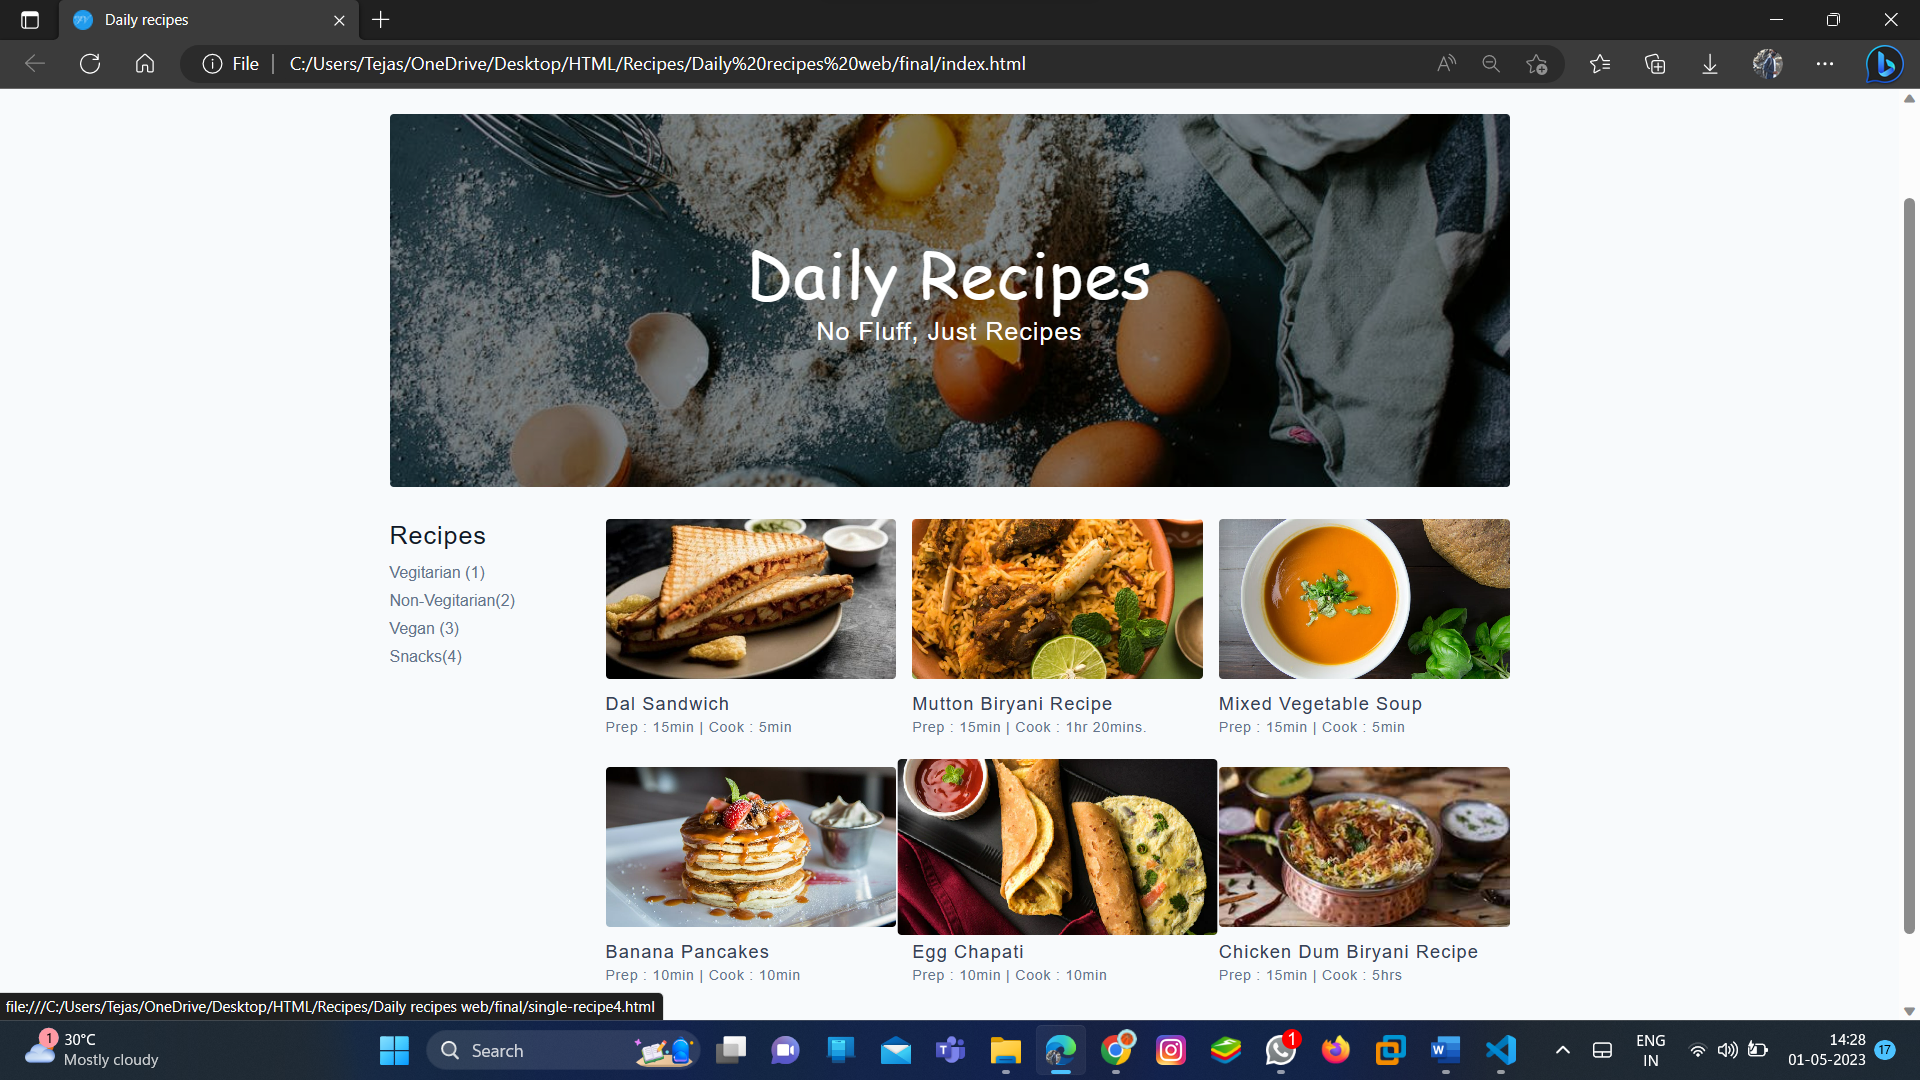 Daily recipes
File
C:/Users/Tejas/OneDrive/Desktop/HTML/Recipes/Daily%20recipes%20web/final/index.html
Daily Recipes
No Fluff, Just Recipes
Recipes
Vegitarian (1)
Non-Vegitarian(2)
Vegan (3)
Snacks(4)
Dal Sandwich
Prep : 15min | Cook : 5min
Mutton Biryani Recipe
Prep : 15min | Cook : 1hr 20mins.
Mixed Vegetable Soup
Prep : 15min | Cook : 5min
Banana Pancakes
Prep : 10min | Cook : 10min
Egg Chapati
Prep : 10min | Cook : 10min
Chicken Dum Biryani Recipe
Prep : 15min | Cook : 5hrs
file:///C:/Users/Tejas/OneDrive/Desktop/HTML/Recipes/Daily recipes web/final/single-recipe4.html
1
30°C
Mostly cloudy
Search
1
ENG
IN
14:28
01-05-2023
17